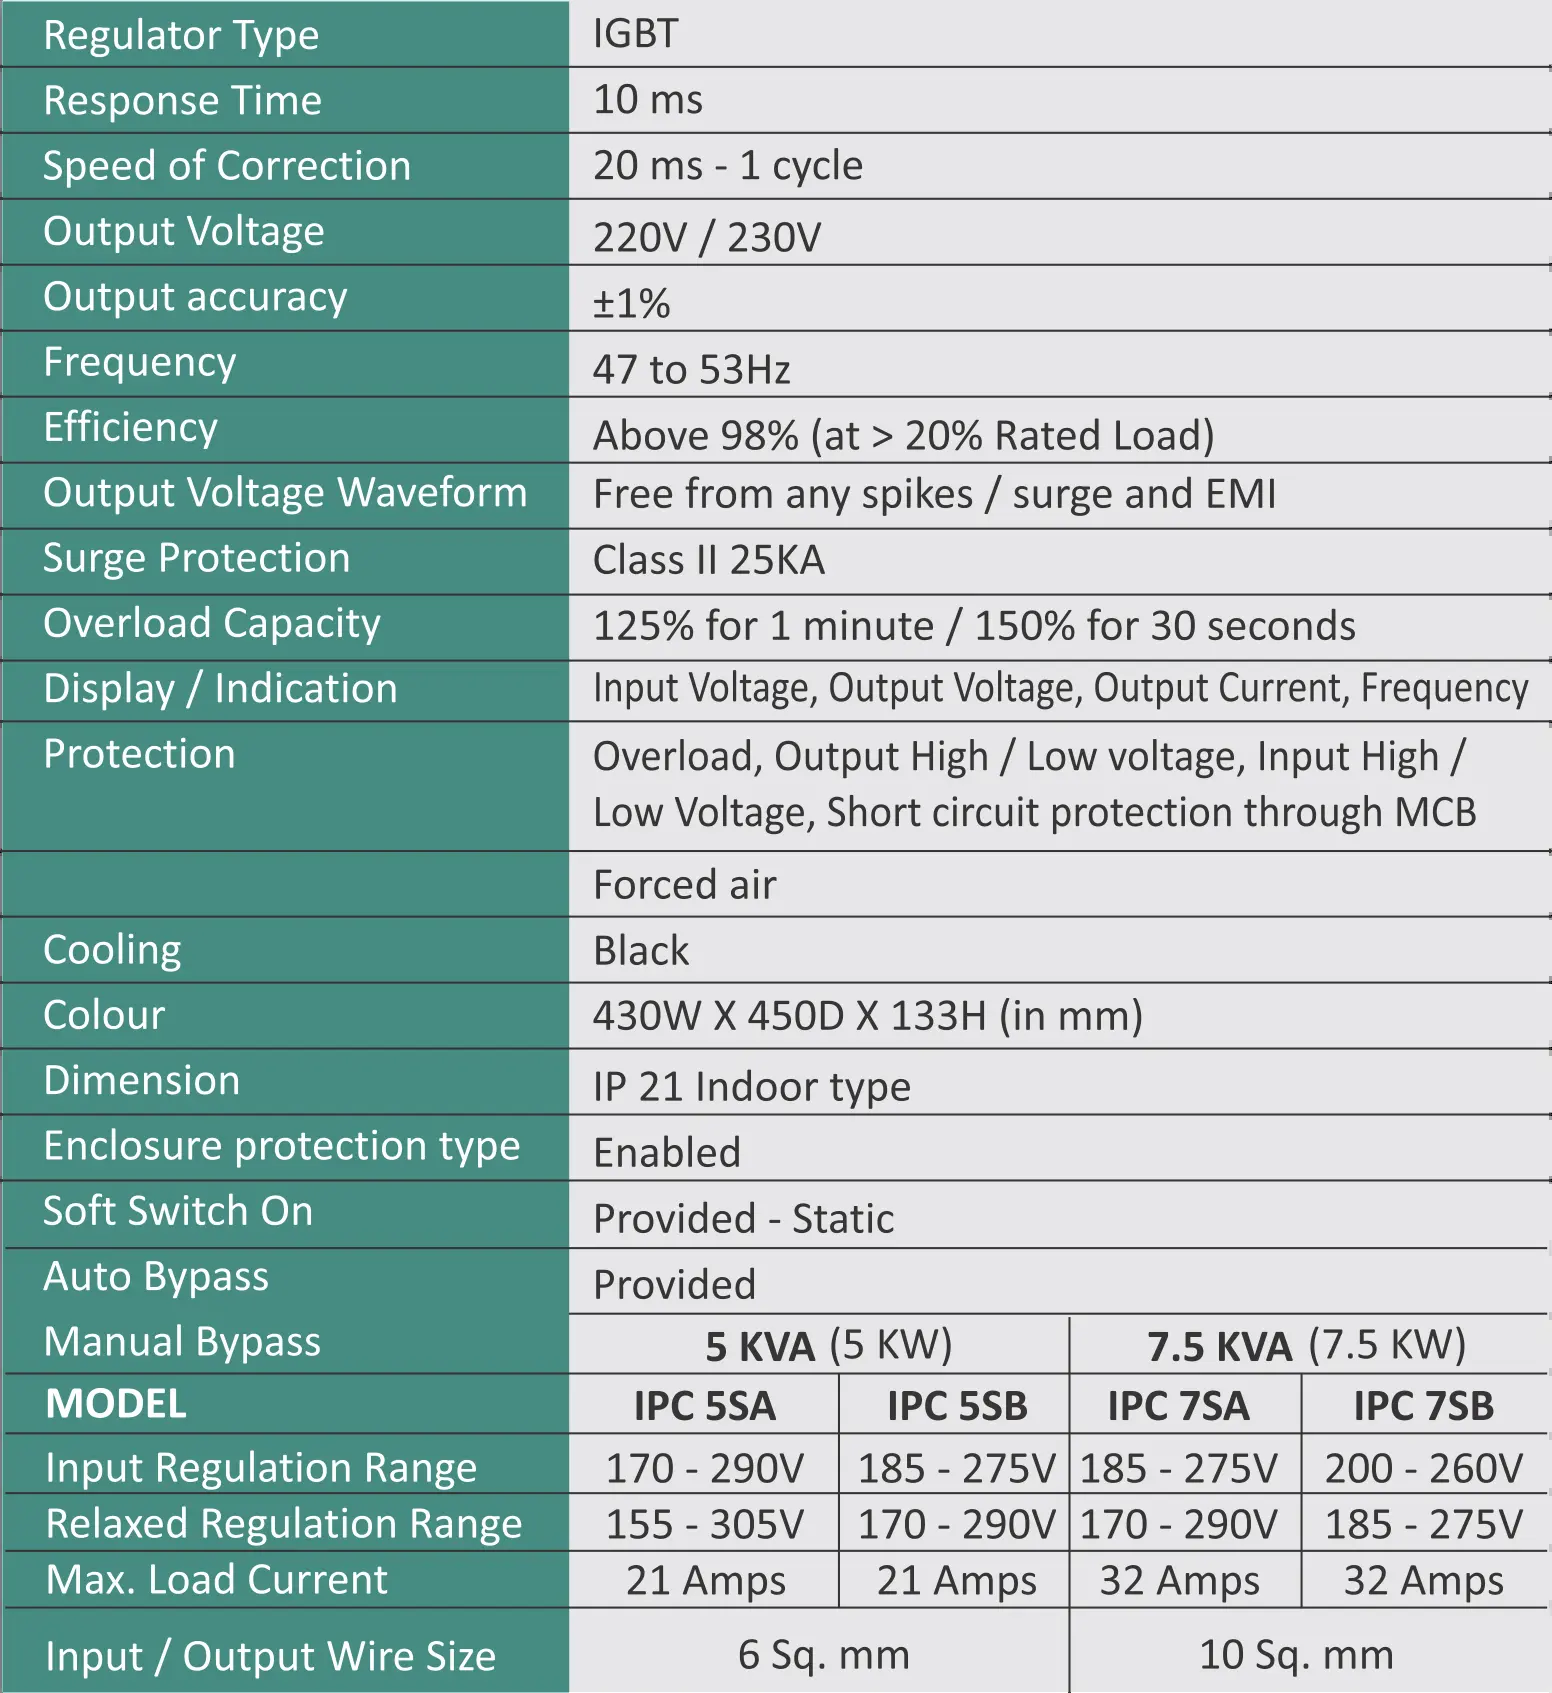 Regulator Type IGBT
Response Time 10 ms
Speed of Correction 20 ms - 1 cycle
Output Voltage 220V / 230V
Output accuracy ±1%
Frequency 47 to 53Hz
Efficiency Above 98% (at > 20% Rated Load)
Output Voltage Waveform Free from any spikes / surge and EMI
Surge Protection Class II 25KA
Overload Capacity 125% for 1 minute / 150% for 30 seconds
Display / Indication Input Voltage, Output Voltage, Output Current, Frequency
Protection Overload, Output High / Low voltage, Input High /
Low Voltage, Short circuit protection through MCB
Forced air
Cooling Black
Colour 430W X 450D X 133H (in mm)
Dimension IP 21 Indoor type
Enclosure protection type Enabled
Soft Switch On Provided - Static
Auto Bypass Provided
Manual Bypass 5 KVA (5 KW) 7.5 KVA (7.5 KW)
MODEL IPC 5SA IPC 5SB IPC 7SA IPC 7SB
Input Regulation Range 170 - 290V 185 - 275V 185 - 275V 200 - 260V
Relaxed Regulation Range 155 - 305V 170 - 290V 170 - 290V 185 - 275V
Max. Load Current 21 Amps 21 Amps 32 Amps 32 Amps
Input / Output Wire Size 6 Sq. mm 10 Sq. mm